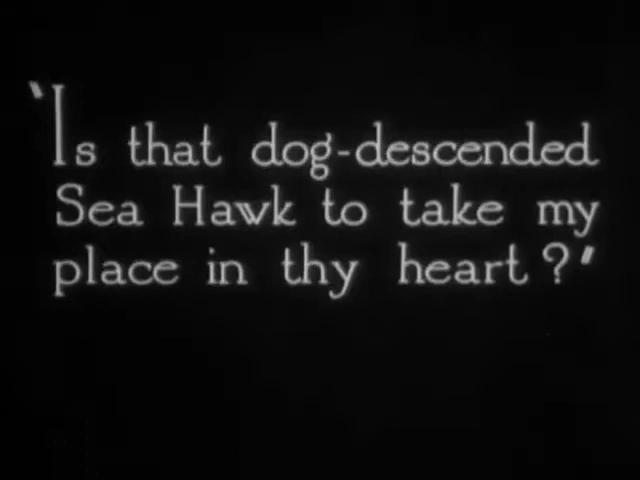 "Is that dog-descended
Sea Hawk to take my
place in thy heart?"